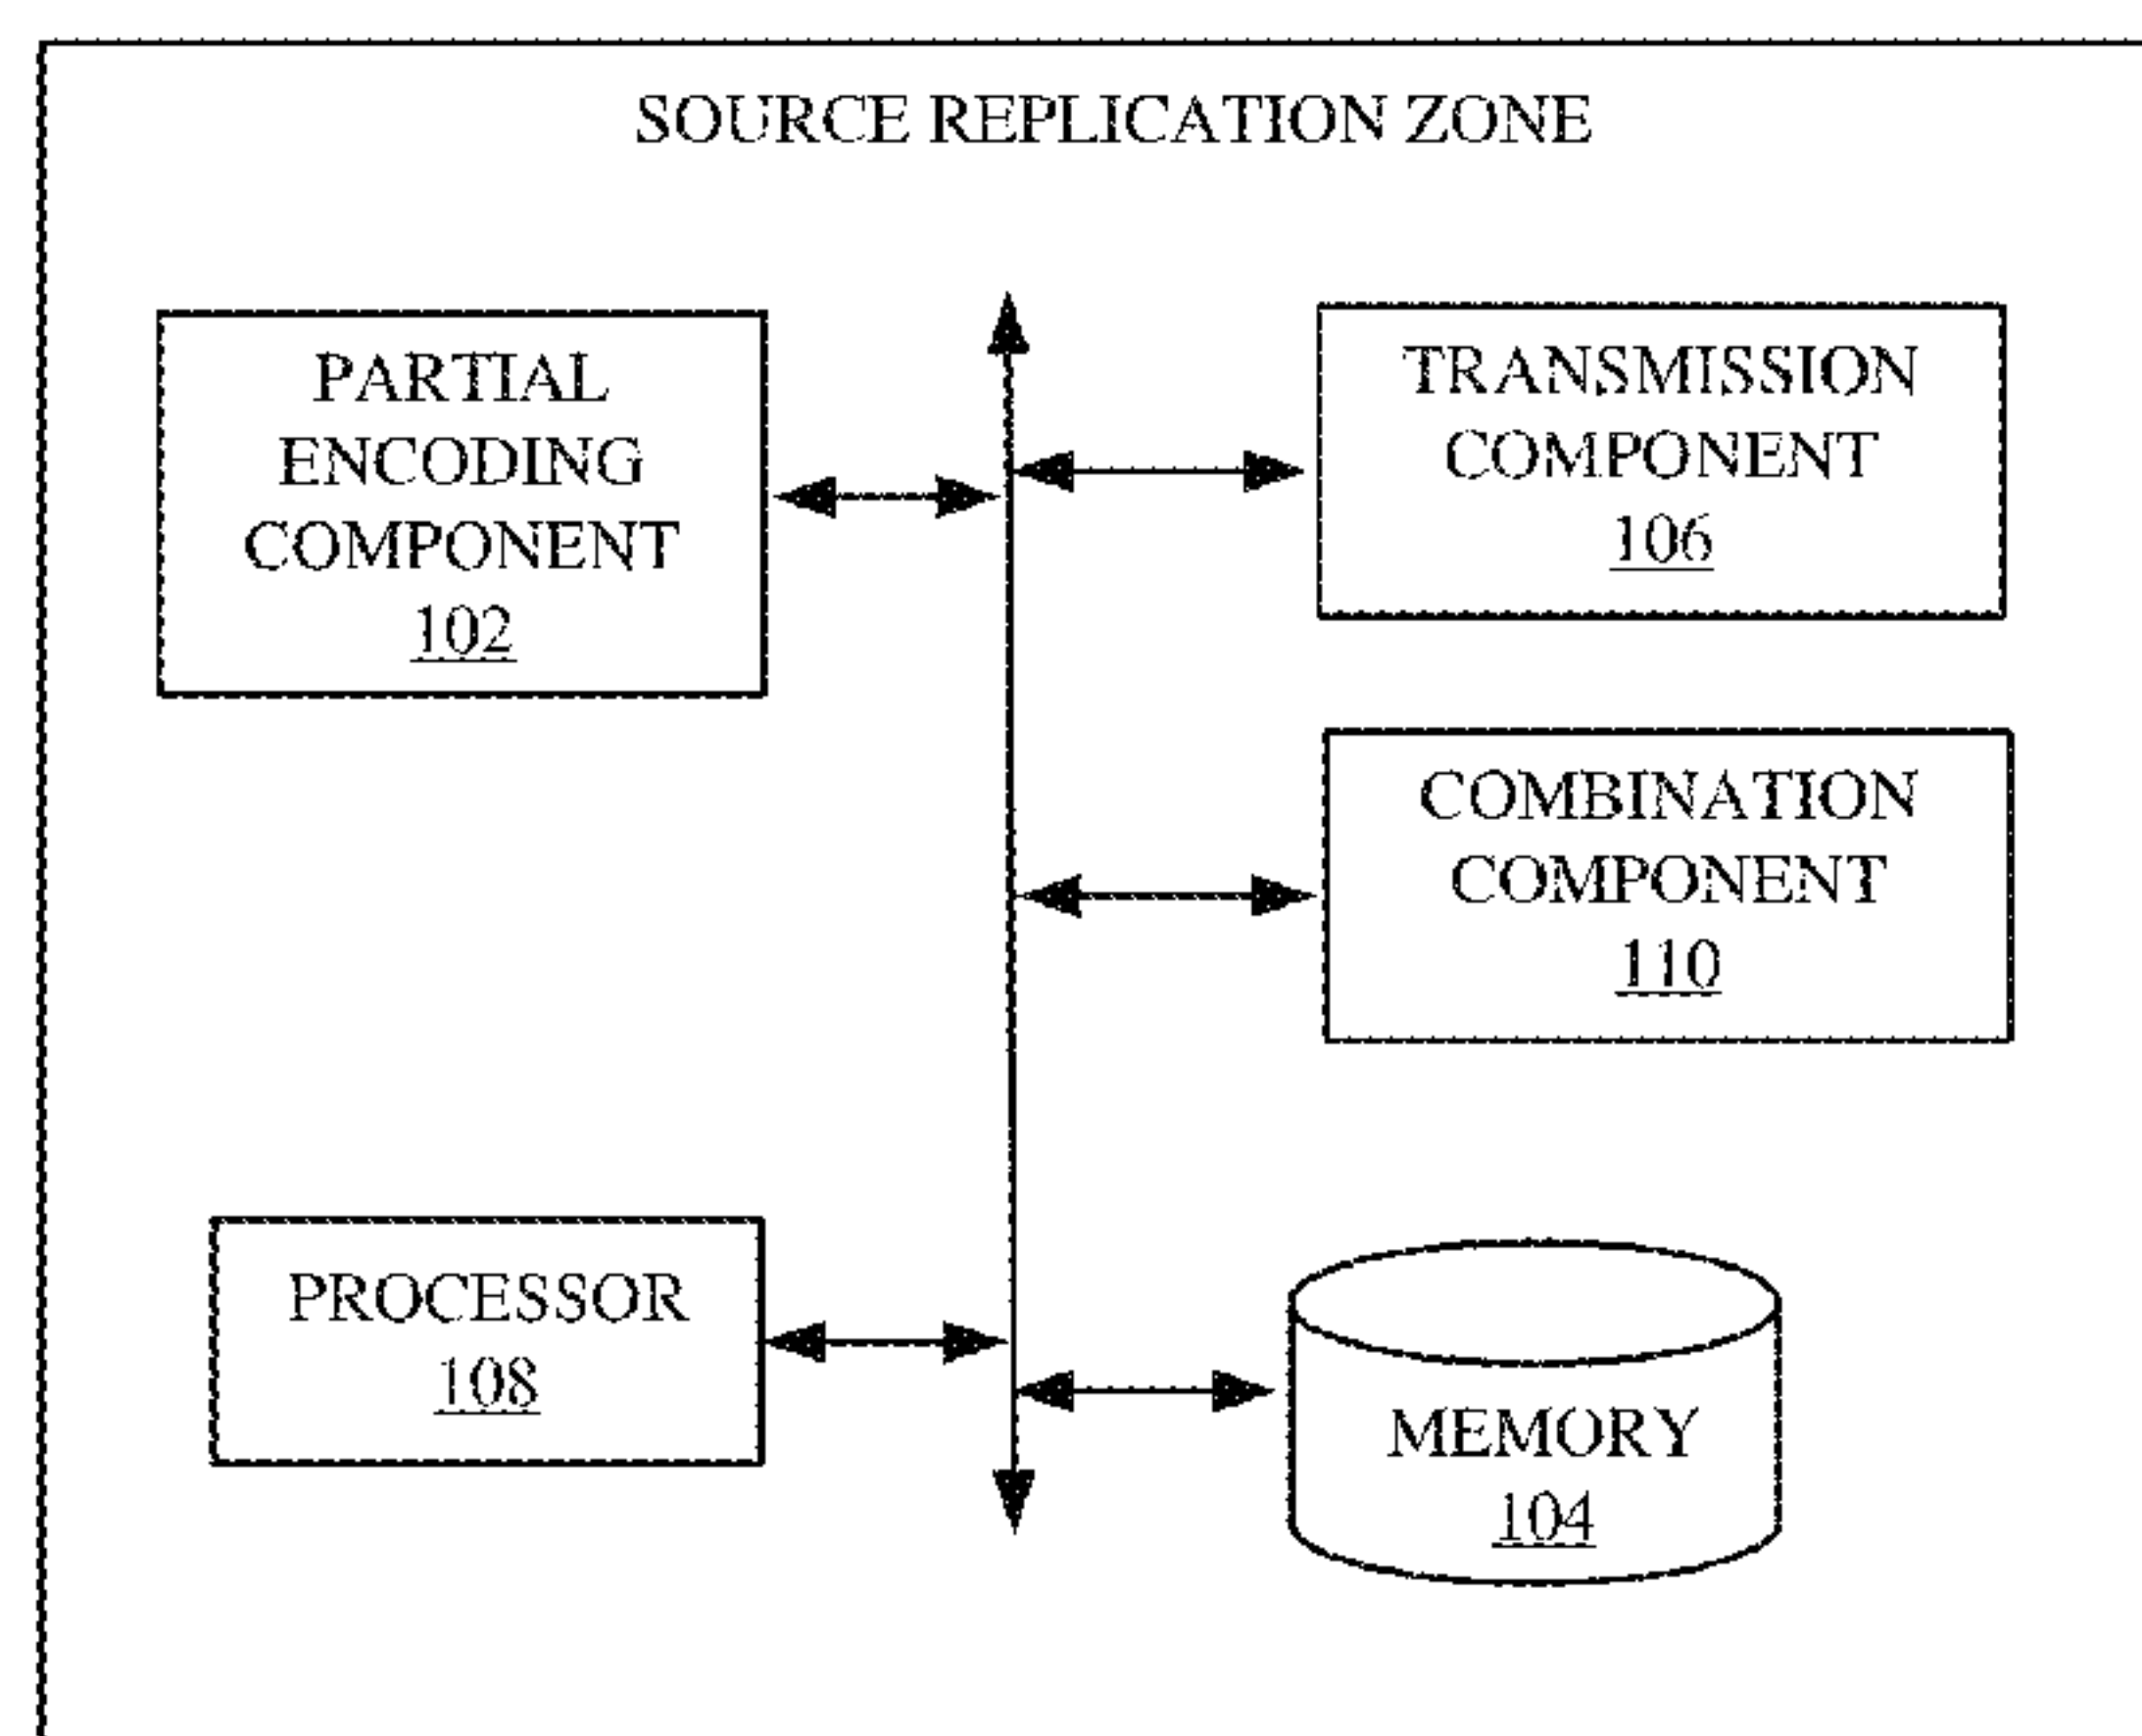 SOURCE REPLICATION ZONE
PARTIAL
ENCODING
COMPONENT
102
TRANSMISSION
COMPONENT
106
COMBINATION
COMPONENT
110
PROCESSOR
108
MEMORY
104